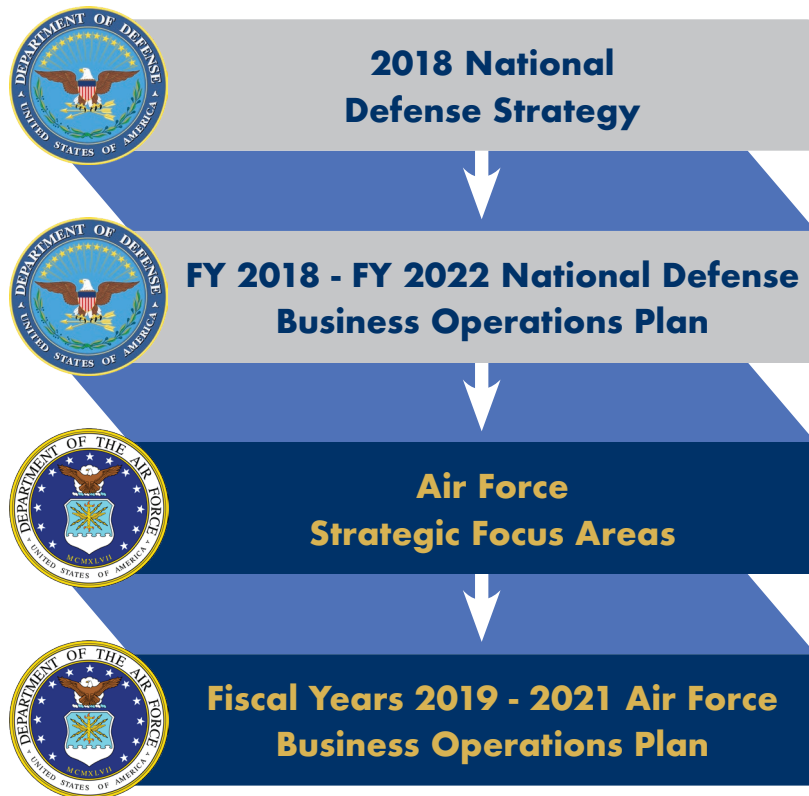 DEPARTMENT OF DEFENSE
UNITED STATES OF AMERICA
2018 National
Defense Strategy
DEPARTMENT OF DEFENSE
UNITED STATES OF AMERICA
FY 2018 - FY 2022 National Defense
Business Operations Plan
DEPARTMENT OF THE AIR FORCE
MCMXLVII
UNITED STATES OF AMERICA
Air Force
Strategic Focus Areas
DEPARTMENT OF THE AIR FORCE
MCMXLVII
UNITED STATES OF AMERICA
Fiscal Years 2019 - 2021 Air Force
Business Operations Plan